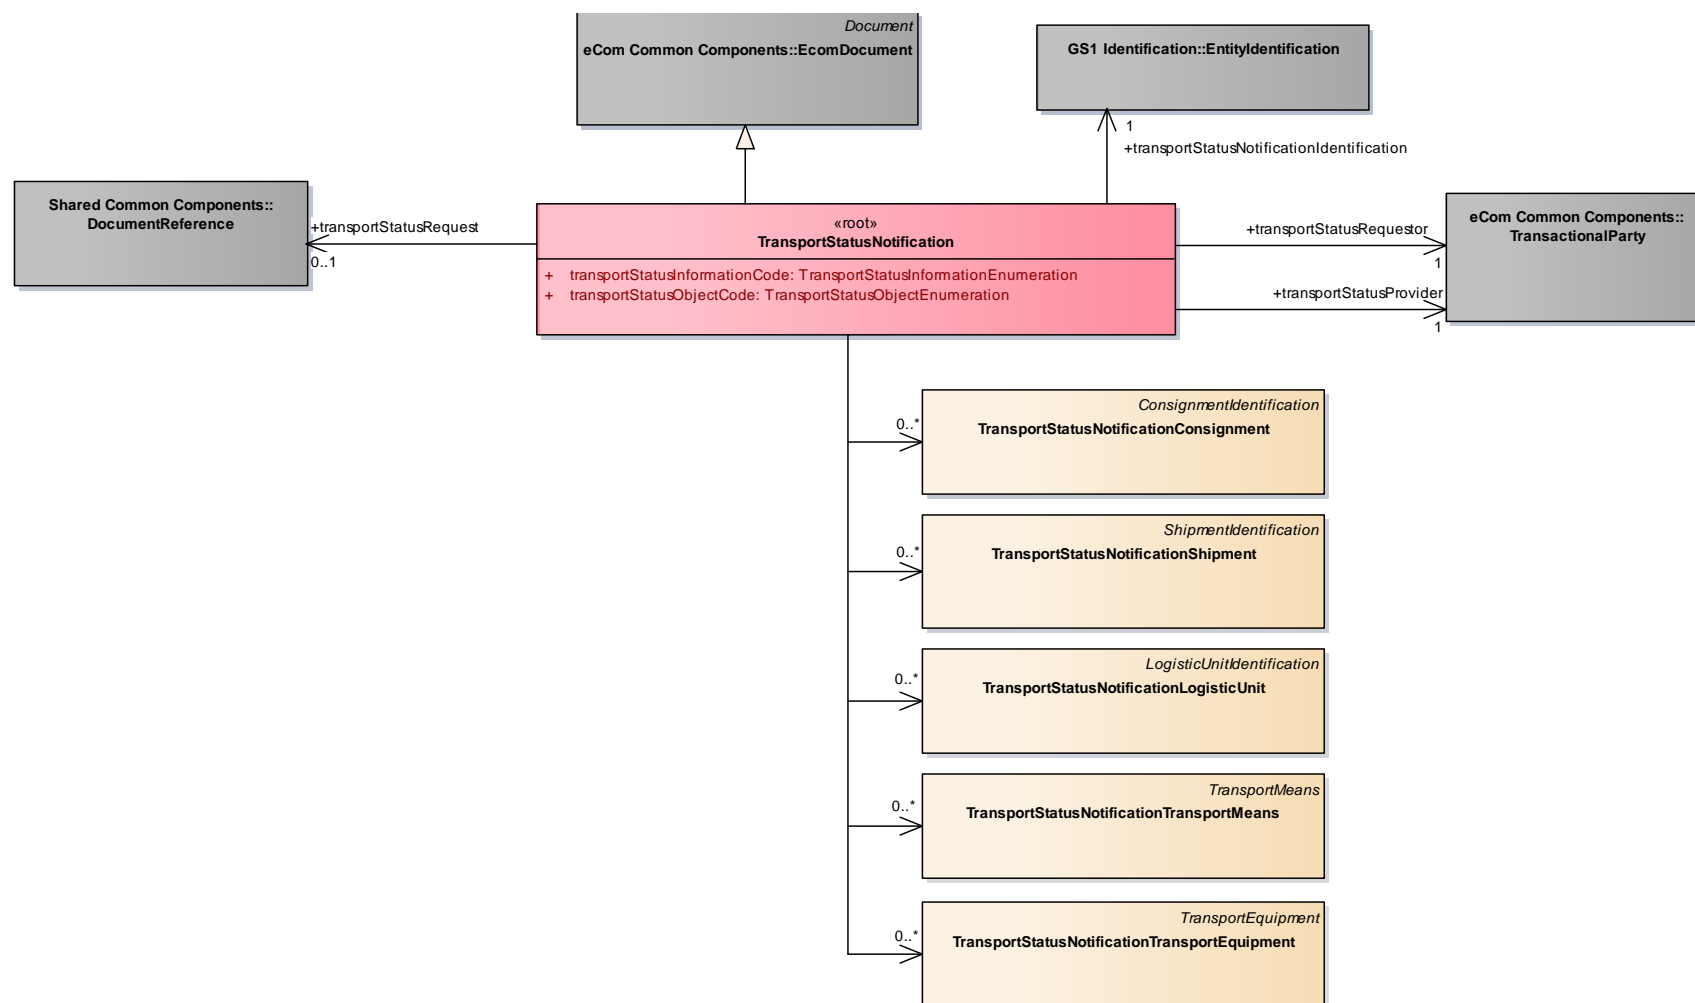 Document
eCom Common Components::EcomDocument
GS1 Identification::EntityIdentification
1
+transportStatusNotificationIdentification
Shared Common Components::
DocumentReference
+transportStatusRequest
0..1
«root»
TransportStatusNotification
+ transportStatusInformationCode: TransportStatusInformationEnumeration
+ transportStatusObjectCode: TransportStatusObjectEnumeration
+transportStatusRequestor
1
+transportStatusProvider
1
eCom Common Components::
TransactionalParty
ConsignmentIdentification
0..*
TransportStatusNotificationConsignment
ShipmentIdentification
0..*
TransportStatusNotificationShipment
LogisticUnitIdentification
0..*
TransportStatusNotificationLogisticUnit
TransportMeans
0..*
TransportStatusNotificationTransportMeans
TransportEquipment
0..*
TransportStatusNotificationTransportEquipment